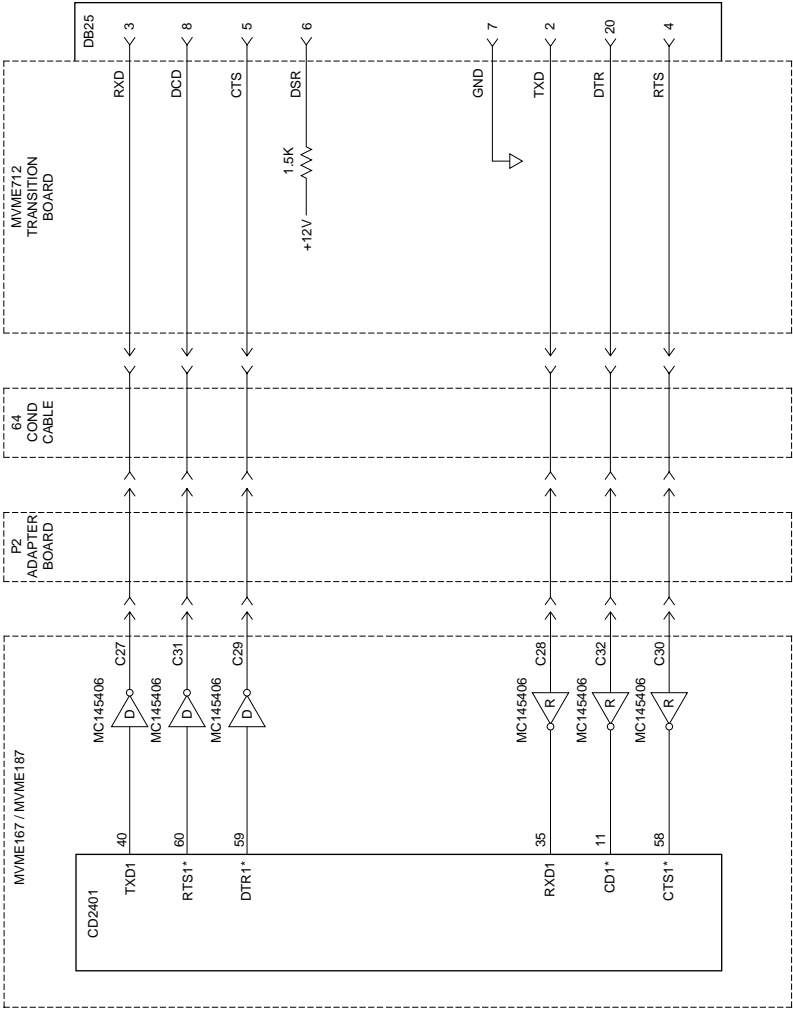 DB25
3
8
5
6
7
2
20
4
RXD
DCD
CTS
DSR
GND
TXD
DTR
RTS
MVME712
TRANSITION
BOARD
1.5K
+12V
64
COND
CABLE
P2
ADAPTER
BOARD
MVME167 / MVME187
C27
C31
C29
C28
C32
C30
MC145406
MC145406
MC145406
MC145406
MC145406
MC145406
D
D
D
R
R
R
40
60
59
35
11
58
TXD1
RTS1*
DTR1*
RXD1
CD1*
CTS1*
CD2401